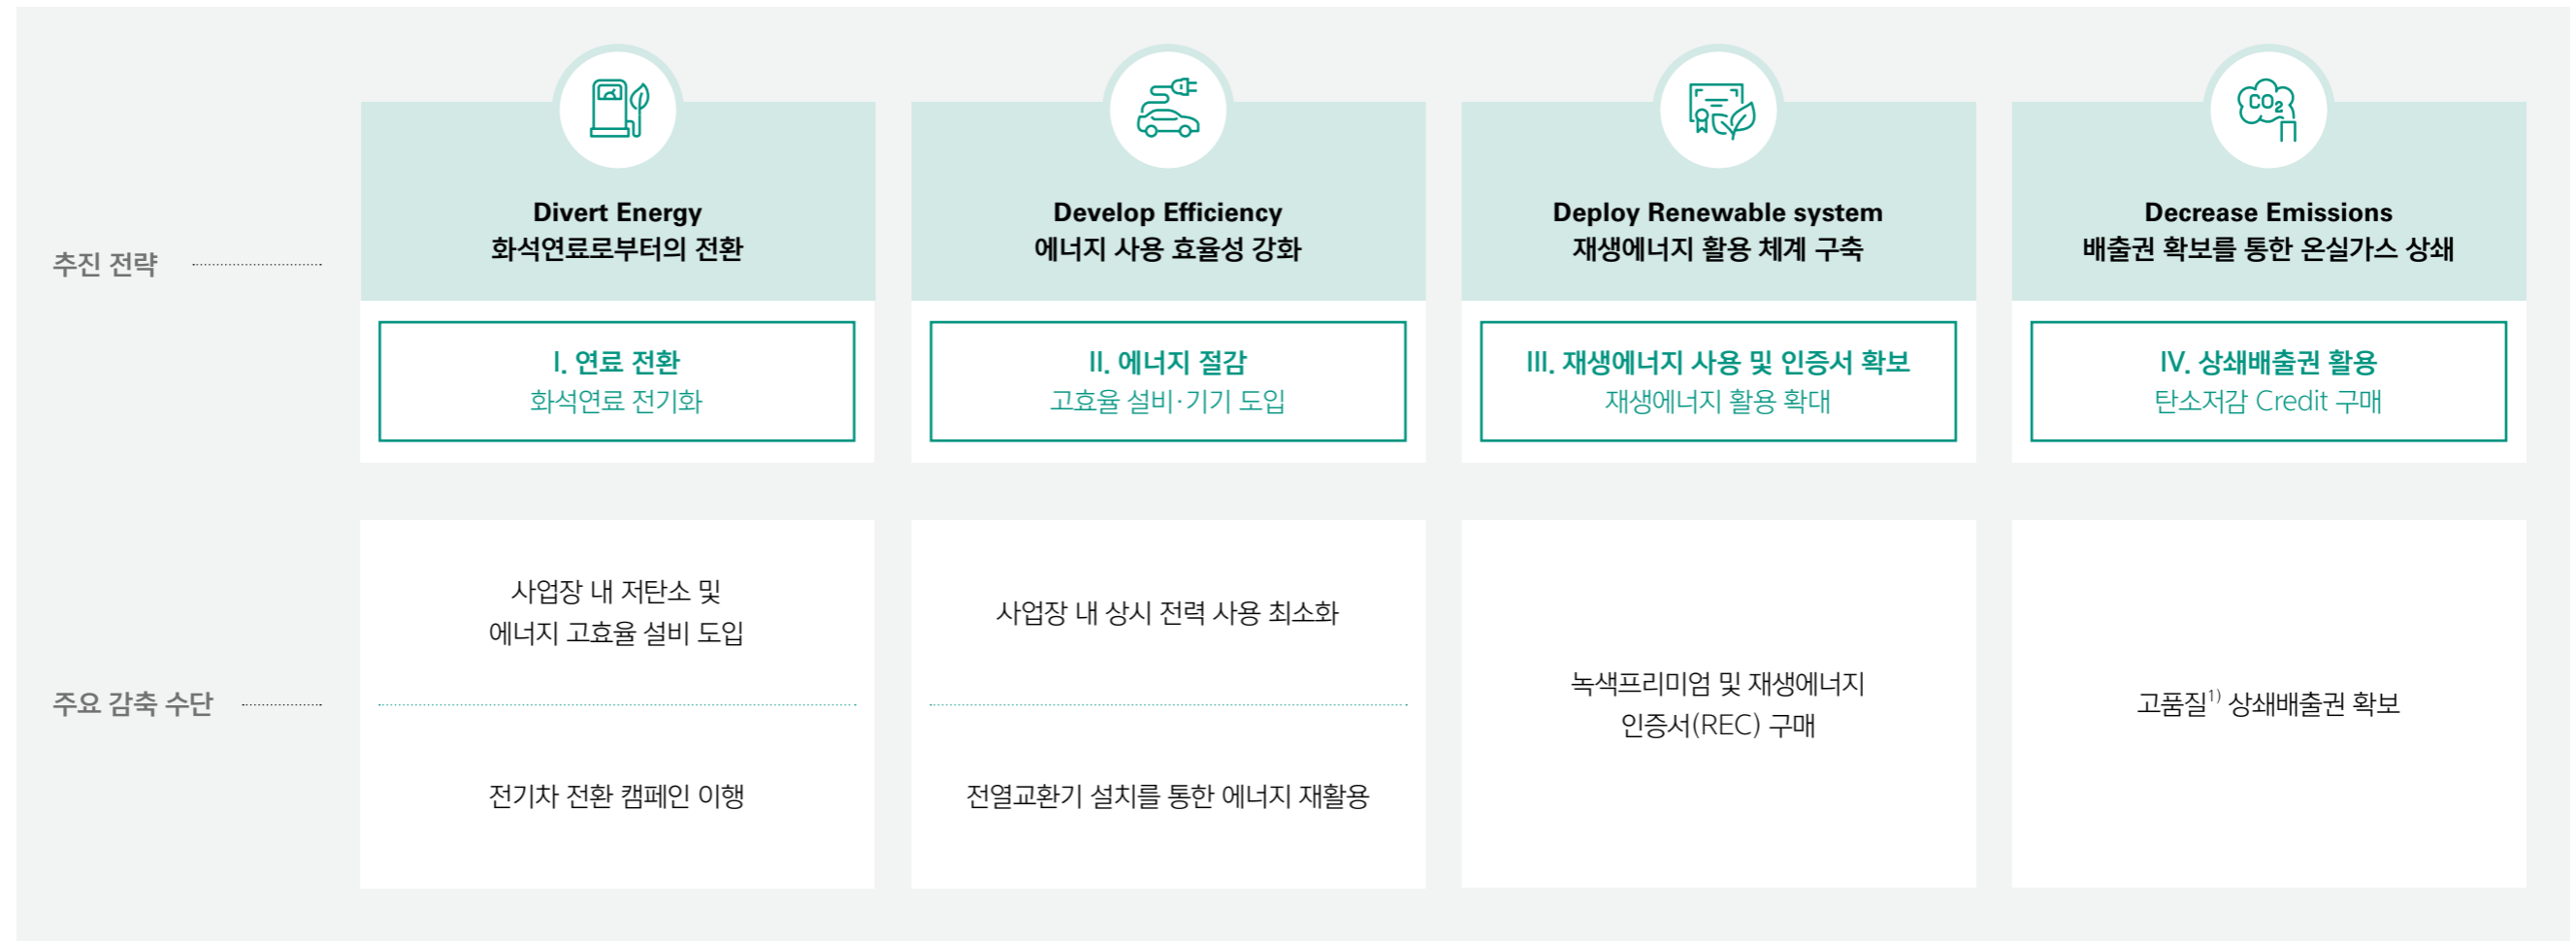 추진 전략
Divert Energy
화석연료로부터의 전환
Ⅰ. 연료 전환
화석연료 전기화
Develop Efficiency
에너지 사용 효율성 강화
Ⅱ. 에너지 절감
고효율 설비·기기 도입
Deploy Renewable system
재생에너지 활용 체계 구축
Ⅲ. 재생에너지 사용 및 인증서 확보
재생에너지 활용 확대
CO₂
Decrease Emissions
배출권 확보를 통한 온실가스 상쇄
Ⅳ. 상쇄배출권 활용
탄소저감 Credit 구매
주요 감축 수단
사업장 내 저탄소 및
에너지 고효율 설비 도입
전기차 전환 캠페인 이행
사업장 내 상시 전력 사용 최소화
전열교환기 설치를 통한 에너지 재활용
녹색프리미엄 및 재생에너지
인증서(REC) 구매
고품질¹⁾ 상쇄배출권 확보